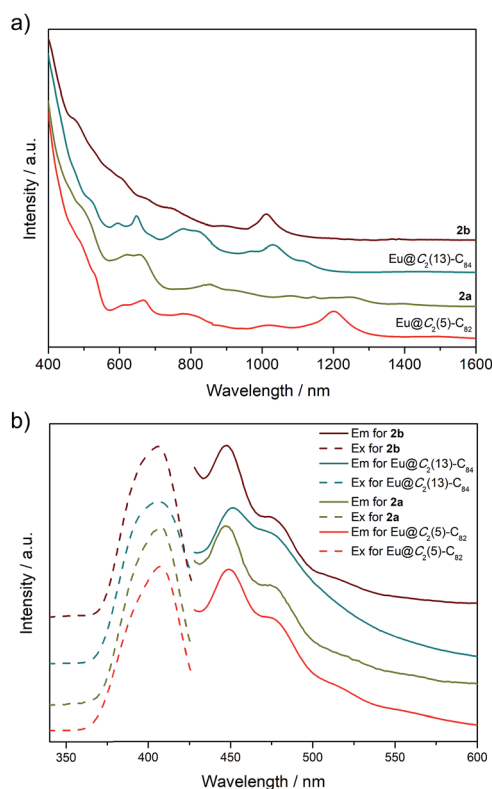 a)
Intensity / a.u.
2b
Eu@C₂(13)-C₈₄
2a
Eu@C₂(5)-C₈₂
400 600 800 1000 1200 1400 1600
Wavelength / nm
b)
Intensity / a.u.
Em for 2b
Ex for 2b
Em for Eu@C₂(13)-C₈₄
Ex for Eu@C₂(13)-C₈₄
Em for 2a
Ex for 2a
Em for Eu@C₂(5)-C₈₂
Ex for Eu@C₂(5)-C₈₂
350 400 450 500 550 600
Wavelength / nm